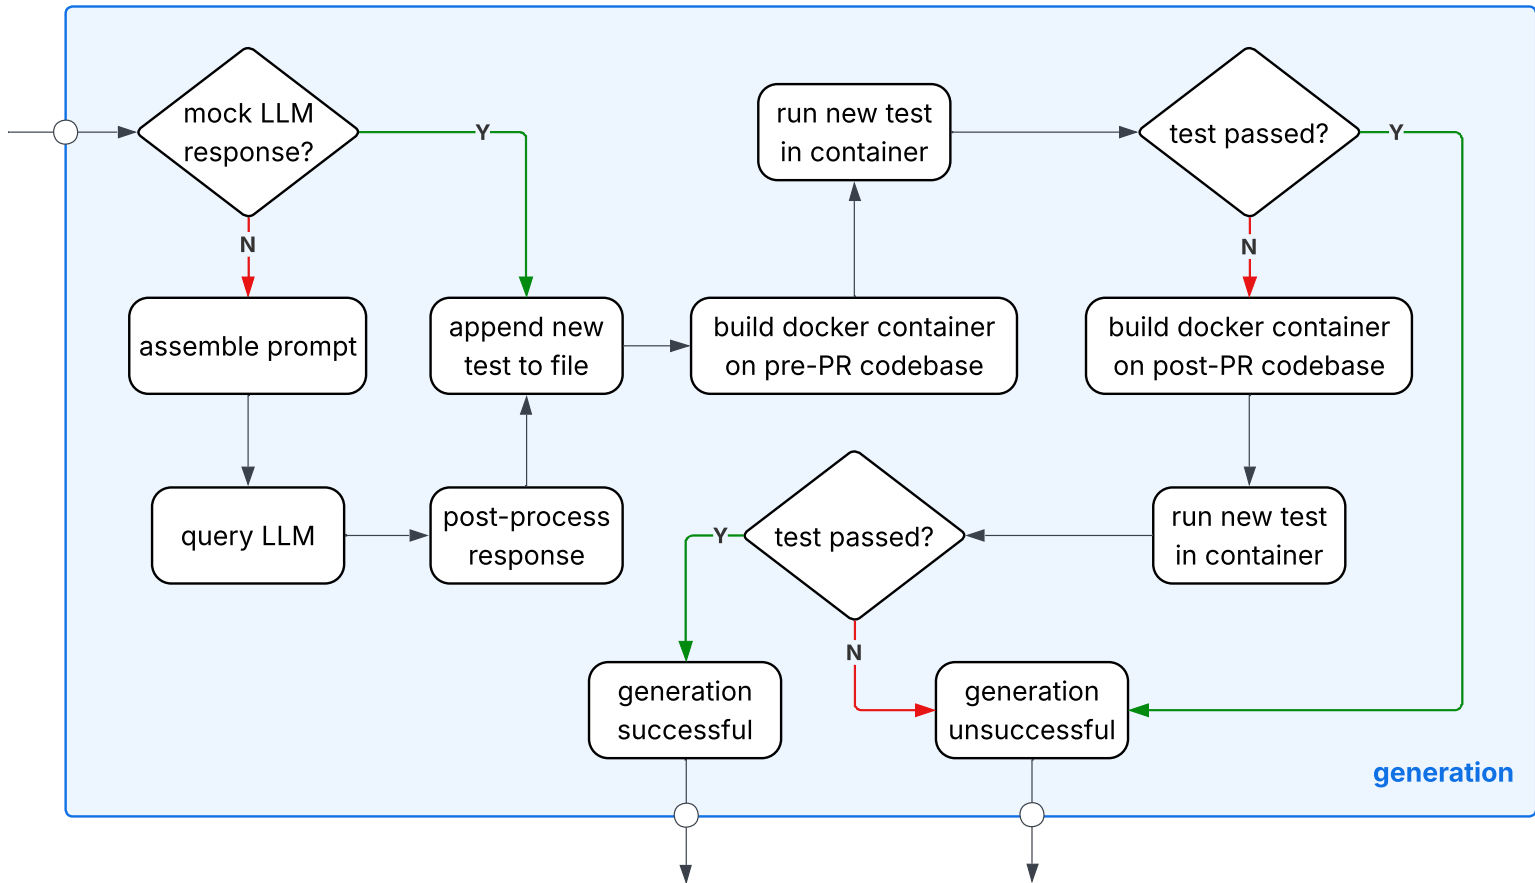 mock LLM
response?
Y
N
assemble prompt
query LLM
post-process
response
append new
test to file
build docker container
on pre-PR codebase
run new test
in container
test passed?
Y
N
build docker container
on post-PR codebase
run new test
in container
test passed?
Y
N
generation
successful
generation
unsuccessful
generation